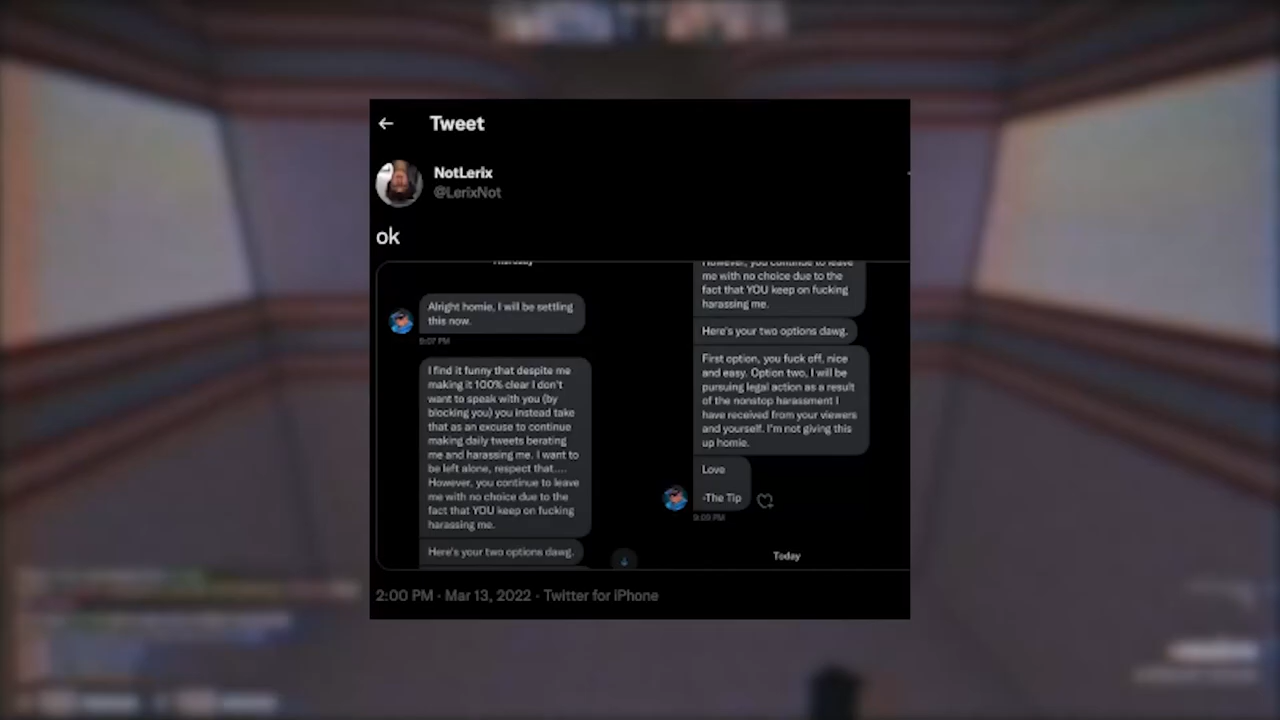 Tweet
NotLerix
@LerixNot
ok
Thursday
Alright homie, I will be settling
this now.
9:07 PM
I find it funny that despite me
making it 100% clear I don't
want to speak with you (by
blocking you) you instead take
that as an excuse to continue
making daily tweets berating
me and harassing me. I want to
be left alone, respect that....
However, you continue to leave
me with no choice due to the
fact that YOU keep on fucking
harassing me.
Here's your two options dawg.
However, you continue to leave
me with no choice due to the
fact that YOU keep on fucking
harassing me.
Here's your two options dawg.
First option, you fuck off, nice
and easy. Option two, I will be
pursuing legal action as a result
of the nonstop harassment I
have received from your viewers
and yourself. I'm not giving this
up homie.
Love
-The Tip
9:09 PM
Today
2:00 PM · Mar 13, 2022 · Twitter for iPhone